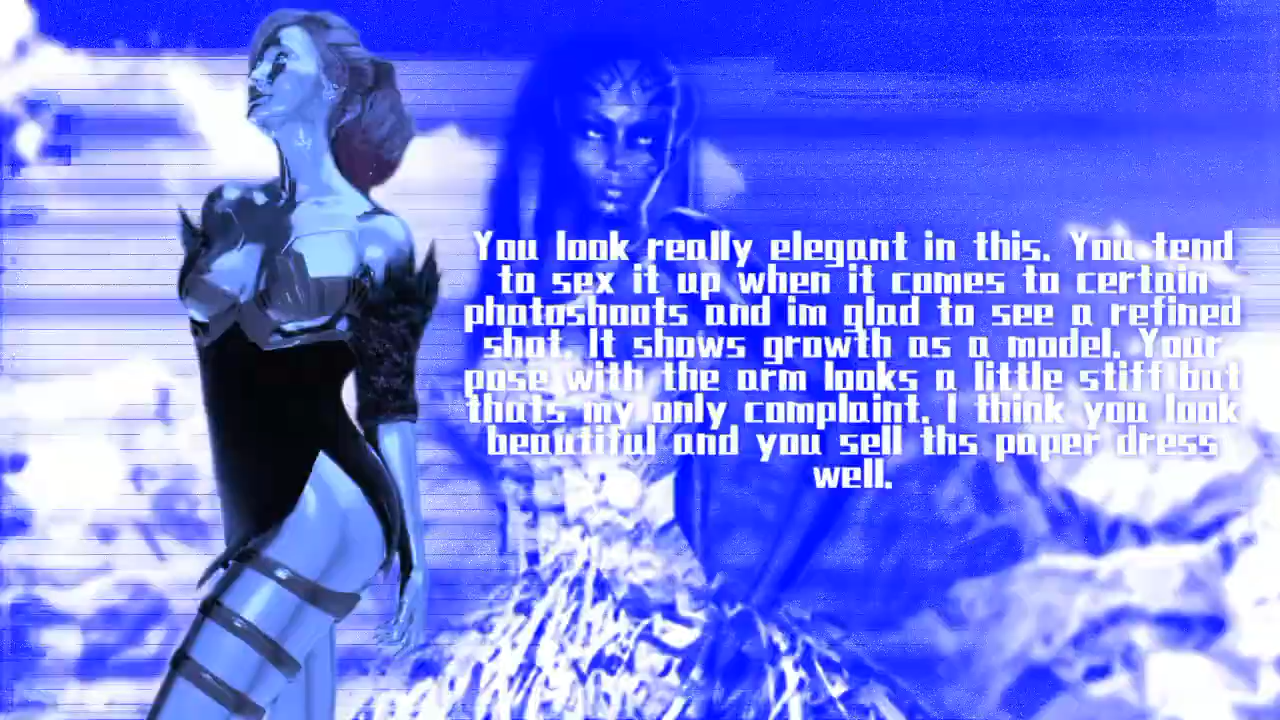 You look really elegant in this. You tend
to sex it up when it comes to certain
photoshoots and im glad to see a refined
shot. It shows growth as a model. Your
pose with the arm looks a little stiff but
thats my only complaint. I think you look
beautiful and you sell ths paper dress
well.